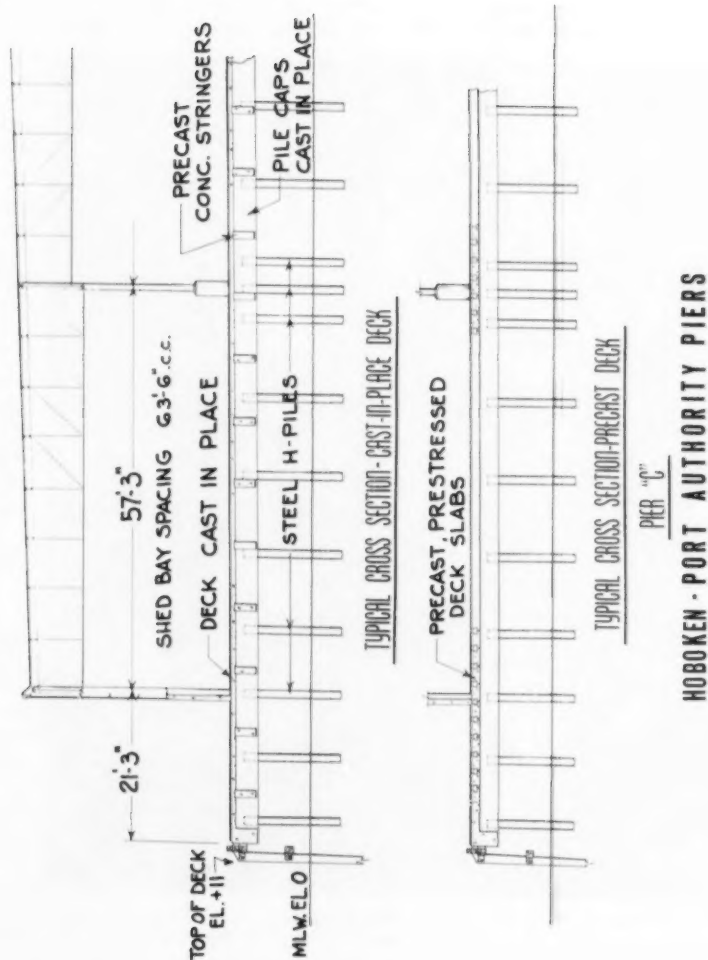 21'-3"
57'-3"
SHED BAY SPACING 63'-6" c.c.
TOP OF DECK
EL. +11
DECK CAST IN PLACE
PRECAST
CONC. STRINGERS
PILE CAPS
CAST IN PLACE
STEEL H-PILES
MLW. EL. 0
TYPICAL CROSS SECTION - CAST-IN-PLACE DECK
PRECAST, PRESTRESSED
DECK SLABS
TYPICAL CROSS SECTION-PRECAST DECK
PIER "C"
HOBOKEN - PORT AUTHORITY PIERS